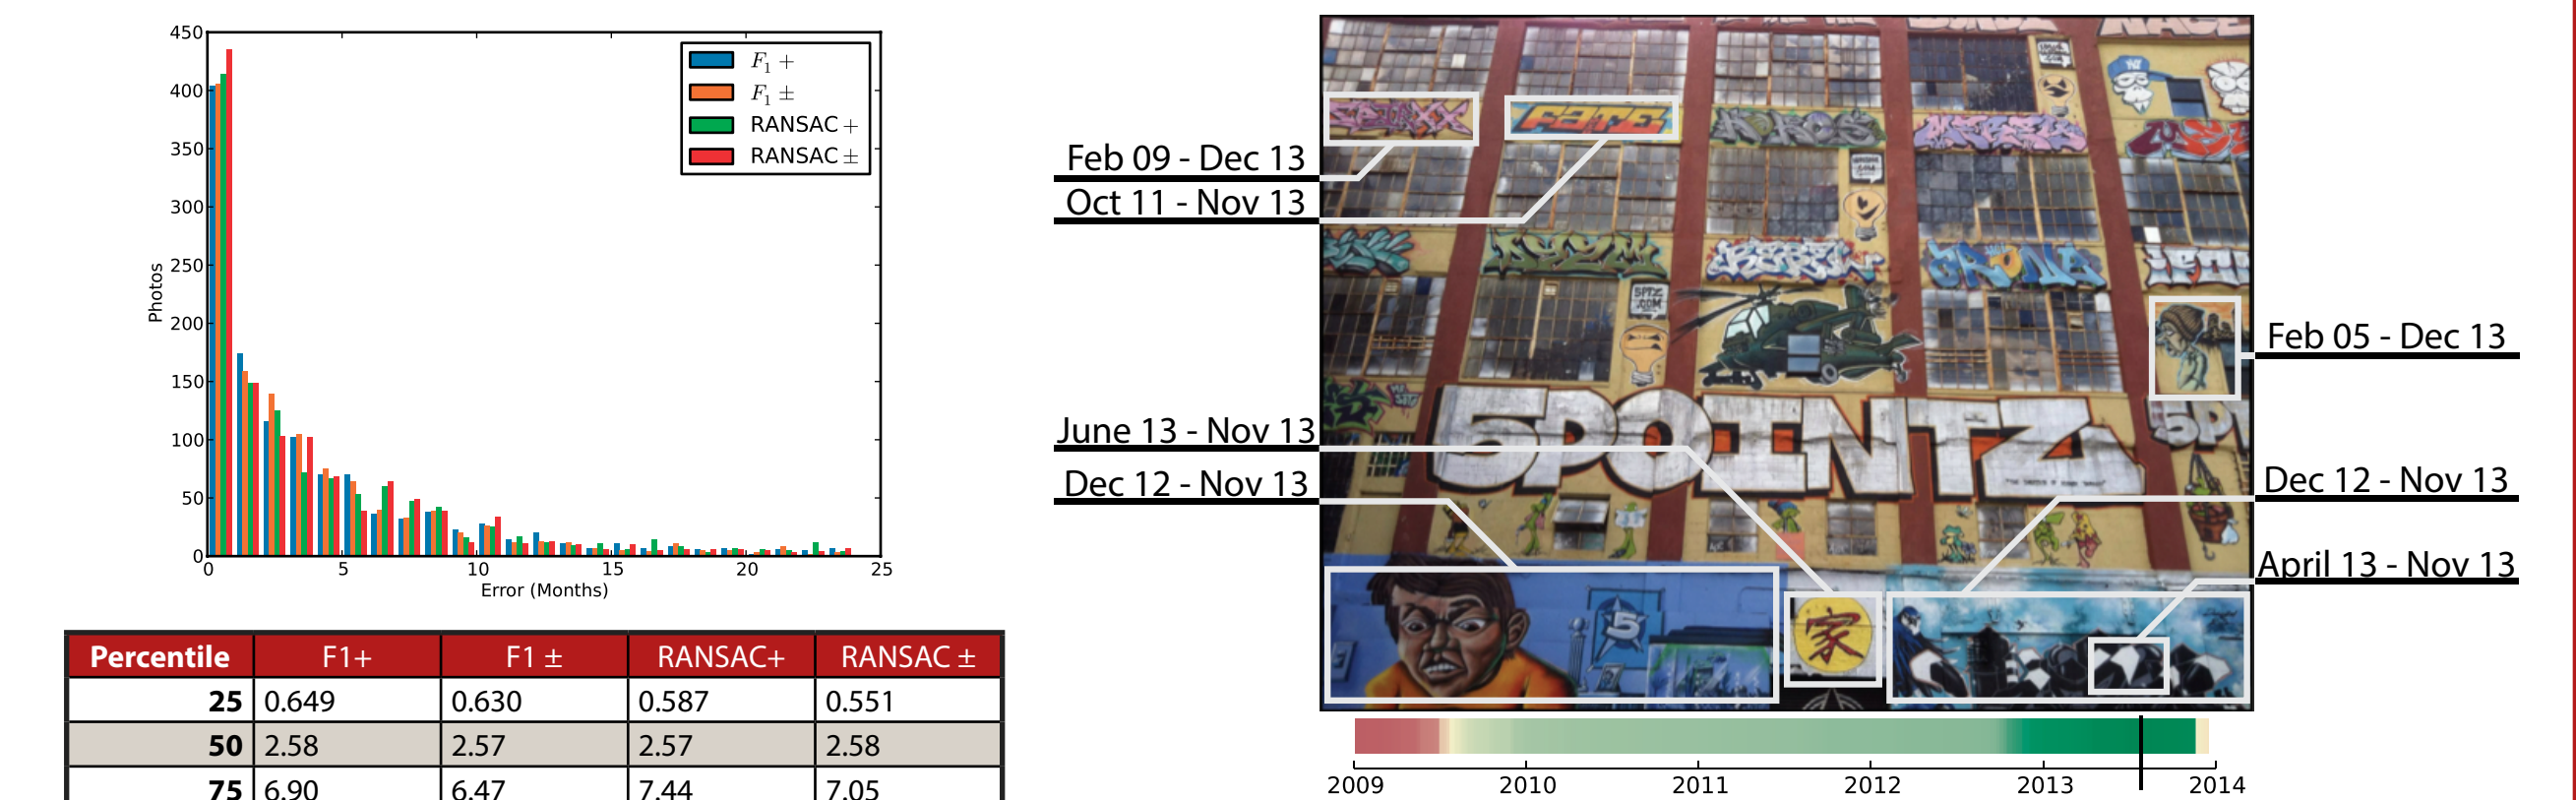 450
400
350
300
250
200
150
100
50
0
Photos
0 5 10 15 20 25
Error (Months)
F₁ +
F₁ ±
RANSAC +
RANSAC ±
Percentile F1+ F1 ± RANSAC+ RANSAC ±
25 0.649 0.630 0.587 0.551
50 2.58 2.57 2.57 2.58
75 6.90 6.47 7.44 7.05
Feb 09 - Dec 13
Oct 11 - Nov 13
June 13 - Nov 13
Dec 12 - Nov 13
FATE
5POINTZ
5
家
Feb 05 - Dec 13
Dec 12 - Nov 13
April 13 - Nov 13
2009 2010 2011 2012 2013 2014